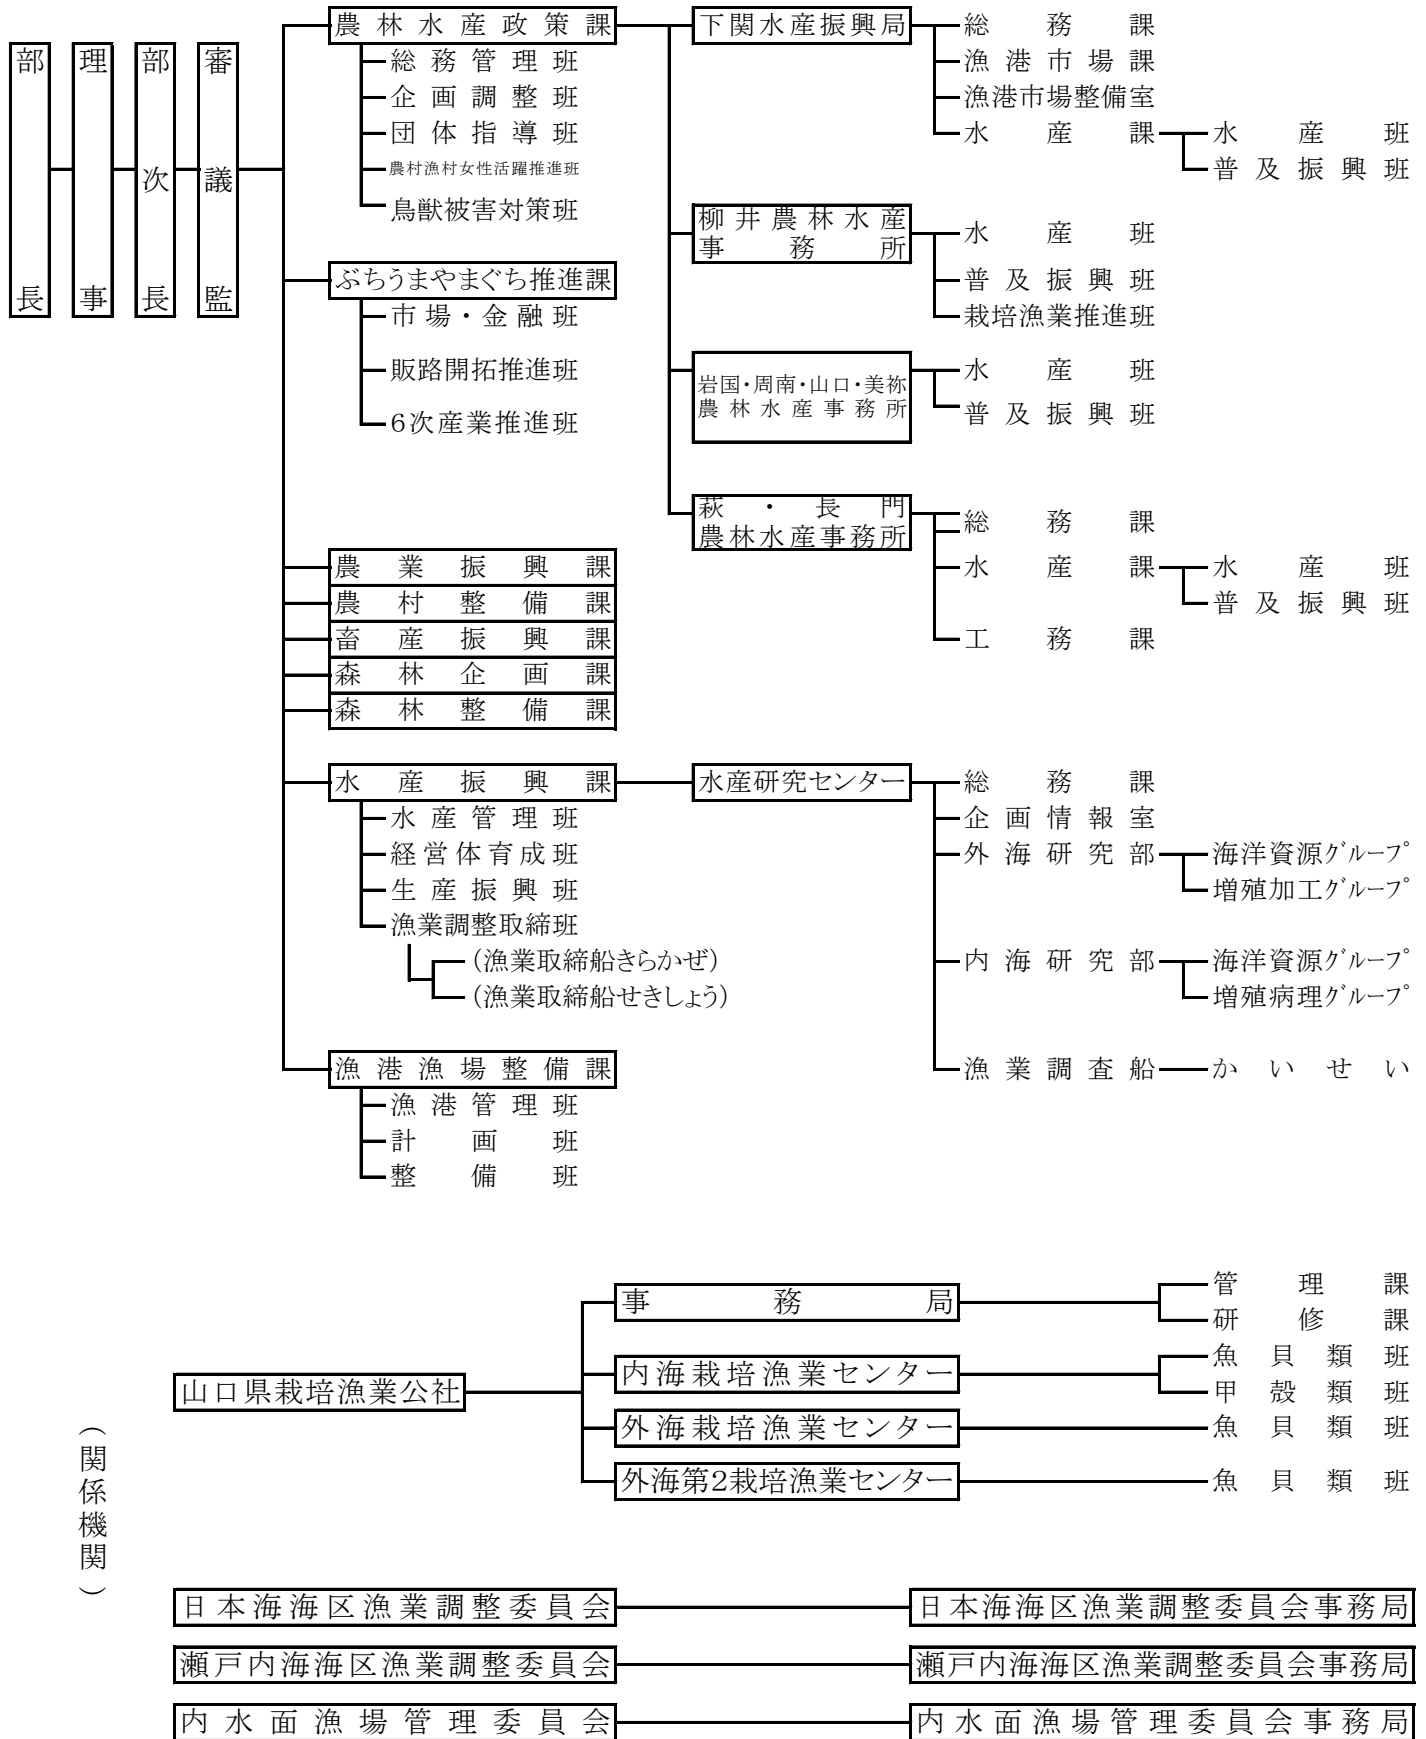 部長
理事
部次長
審議監
農林水産政策課
総務管理班
企画調整班
団体指導班
農村漁村女性活躍推進班
鳥獣被害対策班
ぶちうまやまぐち推進課
市場・金融班
販路開拓推進班
6次産業推進班
農業振興課
農村整備課
畜産振興課
森林企画課
森林整備課
水産振興課
水産管理班
経営体育成班
生産振興班
漁業調整取締班
(漁業取締船きらかぜ)
(漁業取締船せきしょう)
漁港漁場整備課
漁港管理班
計画班
整備班
下関水産振興局
総務課
漁港市場課
漁港市場整備室
水産課
水産班
普及振興班
柳井農林水産
事務所
水産班
普及振興班
栽培漁業推進班
岩国・周南・山口・美祢
農林水産事務所
水産班
普及振興班
萩・長門
農林水産事務所
総務課
水産課
水産班
普及振興班
工務課
水産研究センター
総務課
企画情報室
外海研究部
海洋資源グループ
増殖加工グループ
内海研究部
海洋資源グループ
増殖病理グループ
漁業調査船
かいせい
(関係機関)
山口県栽培漁業公社
事務局
管理課
研修課
内海栽培漁業センター
魚貝類班
甲殻類班
外海栽培漁業センター
魚貝類班
外海第2栽培漁業センター
魚貝類班
日本海海区漁業調整委員会
日本海海区漁業調整委員会事務局
瀬戸内海海区漁業調整委員会
瀬戸内海海区漁業調整委員会事務局
内水面漁場管理委員会
内水面漁場管理委員会事務局